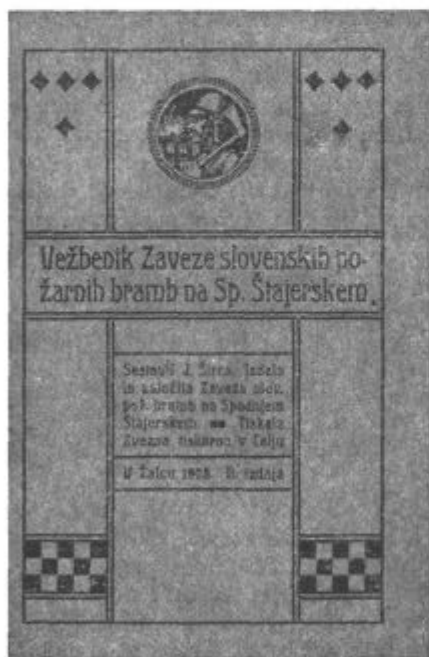 Vežbenik Zaveze slovenskih po-
žarnih bramb na Sp. Štajerskem.
Sestavil J. Širca. Izdala
in založila Zaveza slov.
pož. bramb na Spodnjem
Štajerskem. Tiskala
Zvezna tiskarna v Celju
V Žalcu 1908. II. izdaja